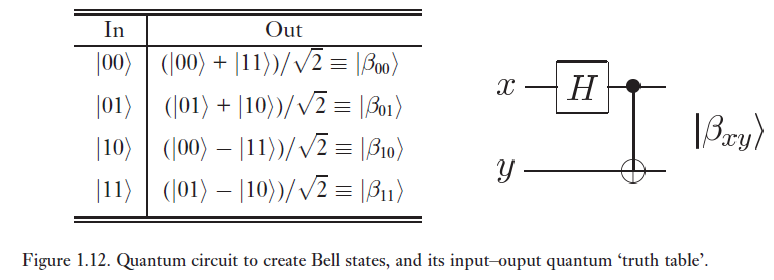 In Out
|00⟩ (|00⟩ + |11⟩)/√2 ≡ |β00⟩
|01⟩ (|01⟩ + |10⟩)/√2 ≡ |β01⟩
|10⟩ (|00⟩ − |11⟩)/√2 ≡ |β10⟩
|11⟩ (|01⟩ − |10⟩)/√2 ≡ |β11⟩
x H
|βxy⟩
y
Figure 1.12. Quantum circuit to create Bell states, and its input–ouput quantum ‘truth table’.